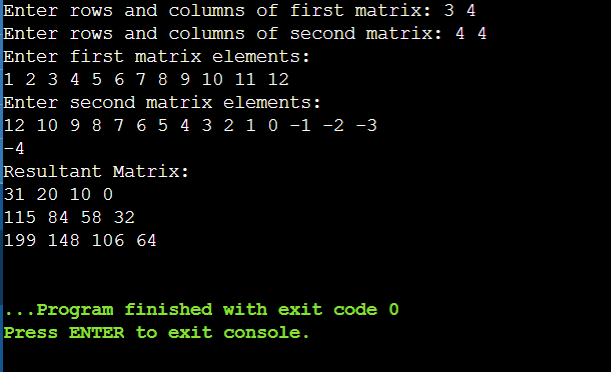 Enter rows and columns of first matrix: 3 4
Enter rows and columns of second matrix: 4 4
Enter first matrix elements:
1 2 3 4 5 6 7 8 9 10 11 12
Enter second matrix elements:
12 10 9 8 7 6 5 4 3 2 1 0 -1 -2 -3
-4
Resultant Matrix:
31 20 10 0
115 84 58 32
199 148 106 64
...Program finished with exit code 0
Press ENTER to exit console.